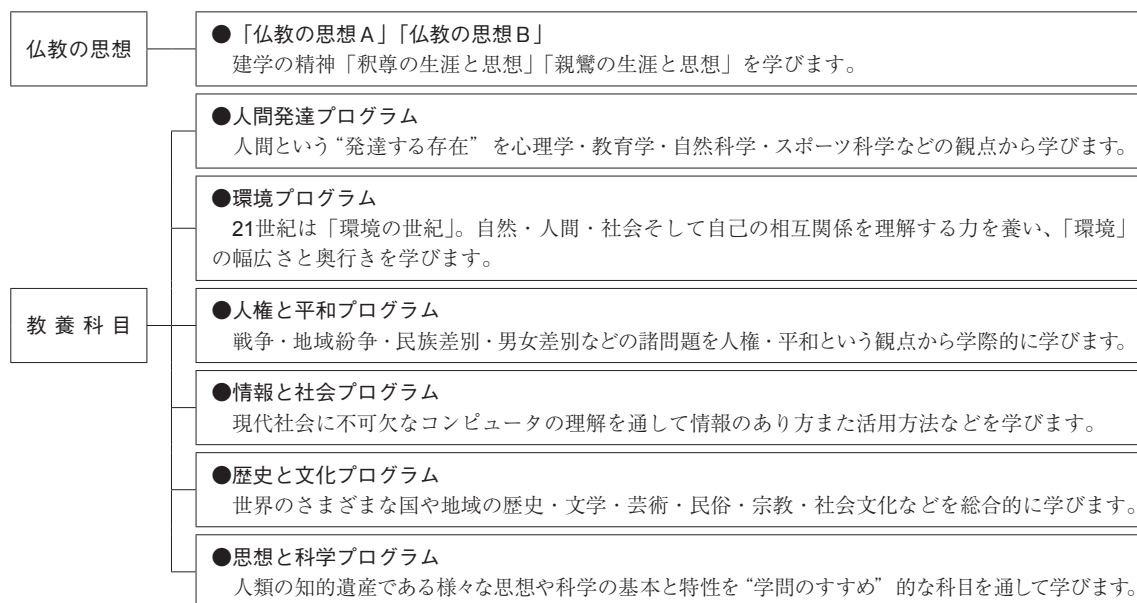 仏教の思想
●「仏教の思想A」「仏教の思想B」
建学の精神「釈尊の生涯と思想」「親鸞の生涯と思想」を学びます。
教養科目
●人間発達プログラム
人間という“発達する存在”を心理学・教育学・自然科学・スポーツ科学などの観点から学びます。
●環境プログラム
21世紀は「環境の世紀」。自然・人間・社会そして自己の相互関係を理解する力を養い、「環境」
の幅広さと奥行きを学びます。
●人権と平和プログラム
戦争・地域紛争・民族差別・男女差別などの諸問題を人権・平和という観点から学際的に学びます。
●情報と社会プログラム
現代社会に不可欠なコンピュータの理解を通して情報のあり方また活用方法などを学びます。
●歴史と文化プログラム
世界のさまざまな国や地域の歴史・文学・芸術・民俗・宗教・社会文化などを総合的に学びます。
●思想と科学プログラム
人類の知的遺産である様々な思想や科学の基本と特性を“学問のすすめ”的な科目を通して学びます。